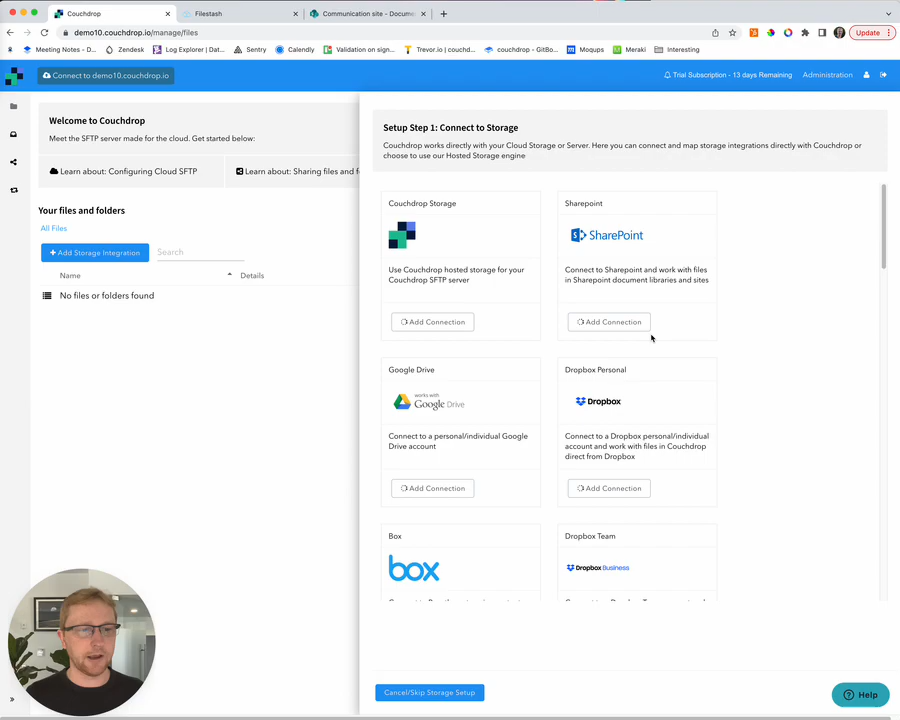 Couchdrop
Filestash
Communication site - Docume
demo10.couchdrop.io/manage/files
Update
Meeting Notes - D...
Zendesk
Log Explorer | Dat...
Sentry
Calendly
Validation on sign...
Trevor.io | couchd...
couchdrop - GitBo...
Moqups
Meraki
Interesting
Connect to demo10.couchdrop.io
Trial Subscription - 13 days Remaining
Administration
Welcome to Couchdrop
Meet the SFTP server made for the cloud. Get started below:
Learn about: Configuring Cloud SFTP
Learn about: Sharing files and f
Your files and folders
All Files
+ Add Storage Integration
Search
Name
Details
No files or folders found
Setup Step 1: Connect to Storage
Couchdrop works directly with your Cloud Storage or Server. Here you can connect and map storage integrations directly with Couchdrop or
choose to use our Hosted Storage engine
Couchdrop Storage
Use Couchdrop hosted storage for your
Couchdrop SFTP server
Add Connection
Sharepoint
S SharePoint
Connect to Sharepoint and work with files
in Sharepoint document libraries and sites
Add Connection
Google Drive
works with
Google Drive
Connect to a personal/individual Google
Drive account
Add Connection
Dropbox Personal
Dropbox
Connect to a Dropbox personal/individual
account and work with files in Couchdrop
direct from Dropbox
Add Connection
Box
box
Dropbox Team
Dropbox Business
Cancel/Skip Storage Setup
Help